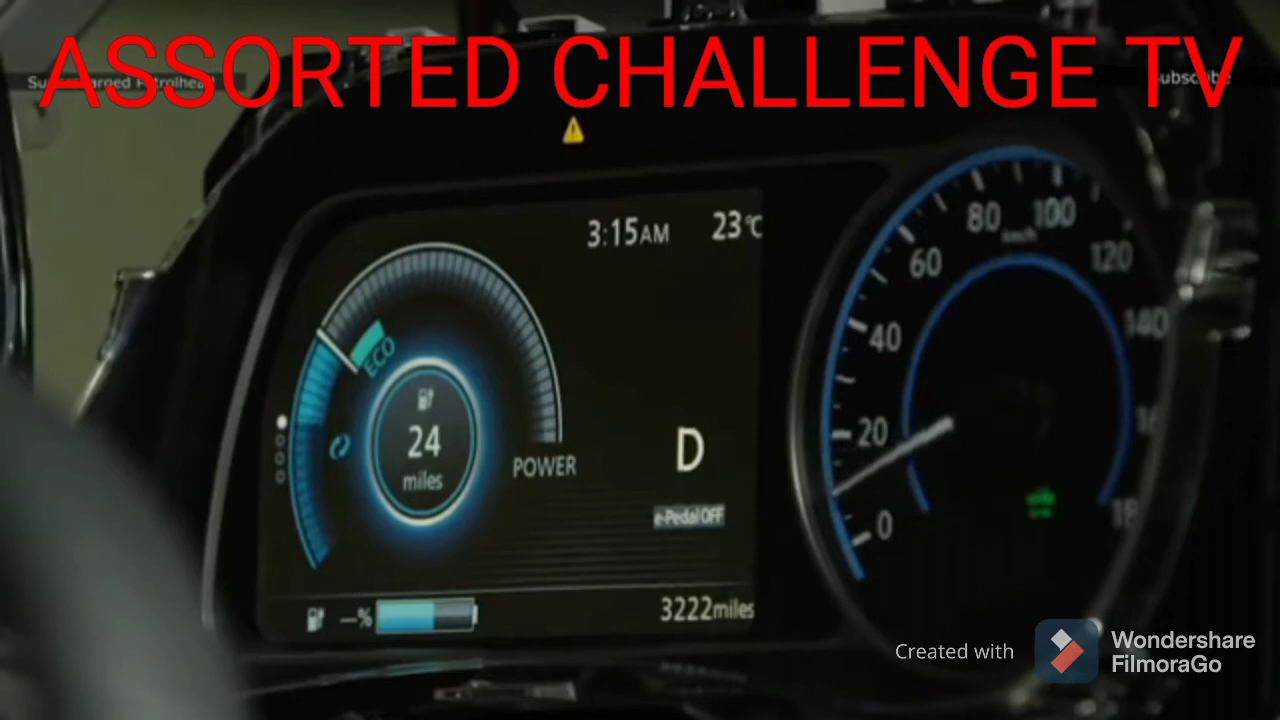 ASSORTED CHALLENGE TV
Subscribe
3:15AM 23°C
ECO
24
miles
POWER
D
e-Pedal OFF
—%
3222miles
0
20
40
60
80
100
120
140
km/h
Created with
Wondershare
FilmoraGo